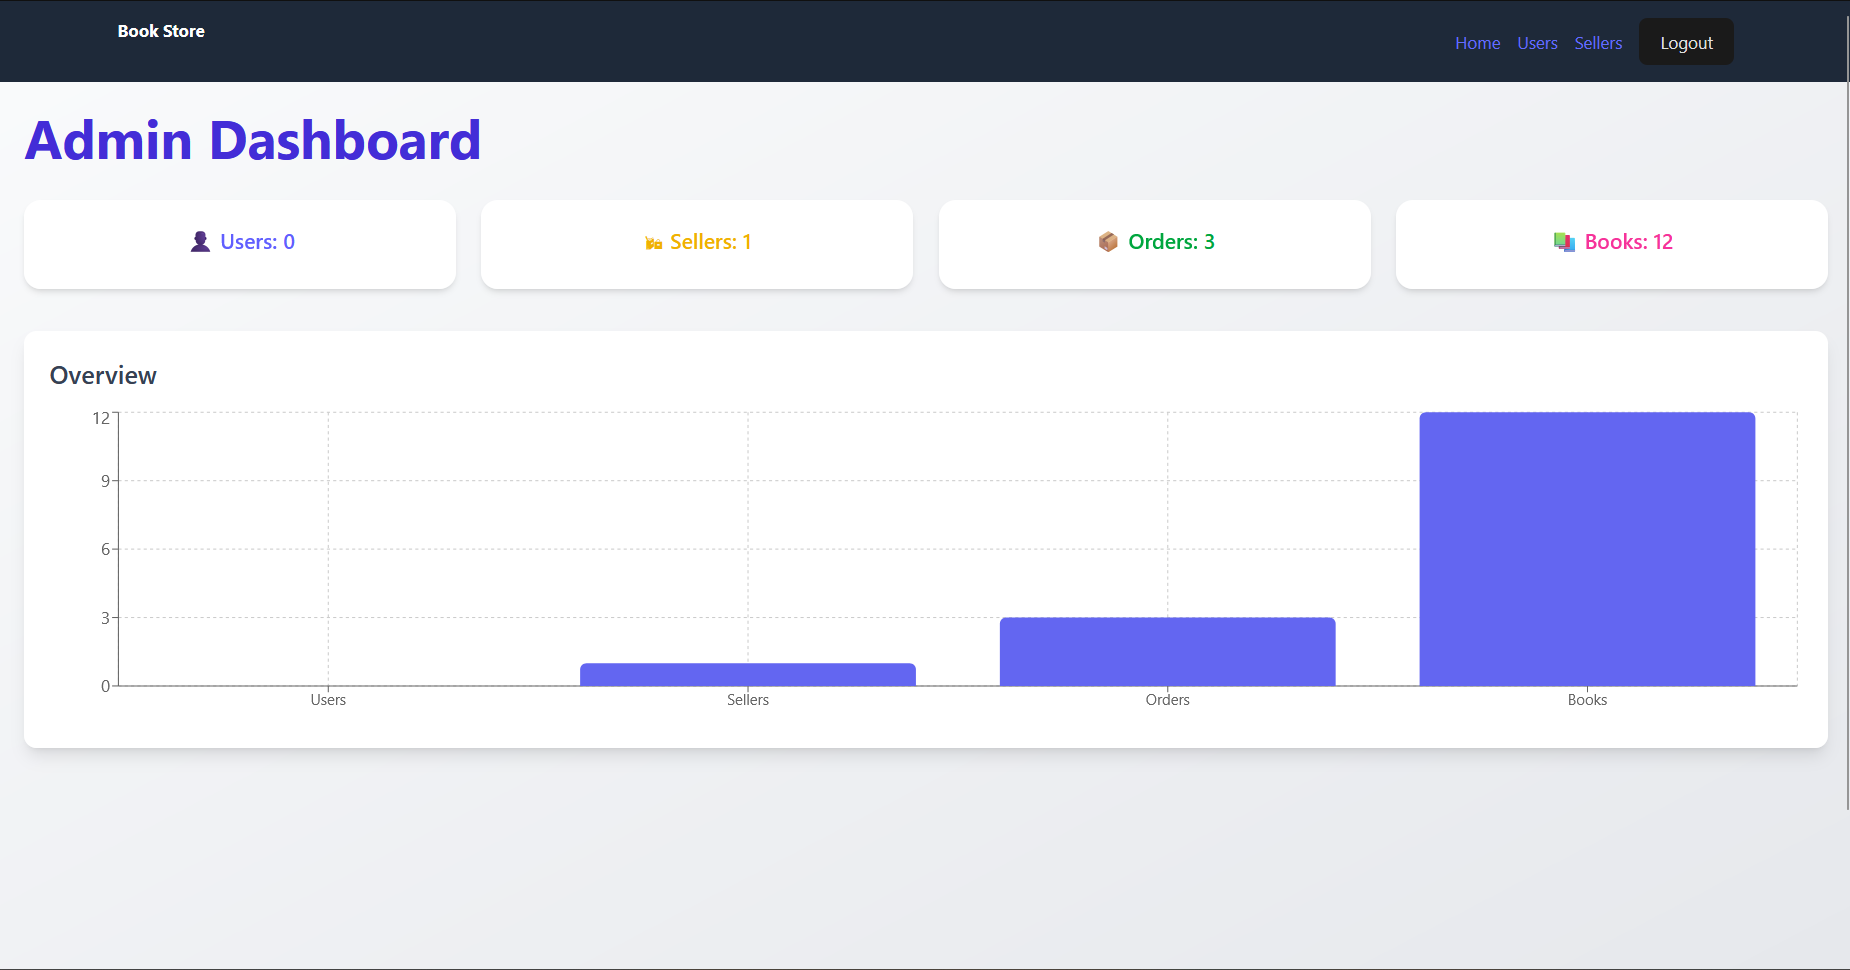 Book Store
Home Users Sellers Logout
Admin Dashboard
Users: 0
Sellers: 1
Orders: 3
Books: 12
Overview
12
9
6
3
0
Users Sellers Orders Books